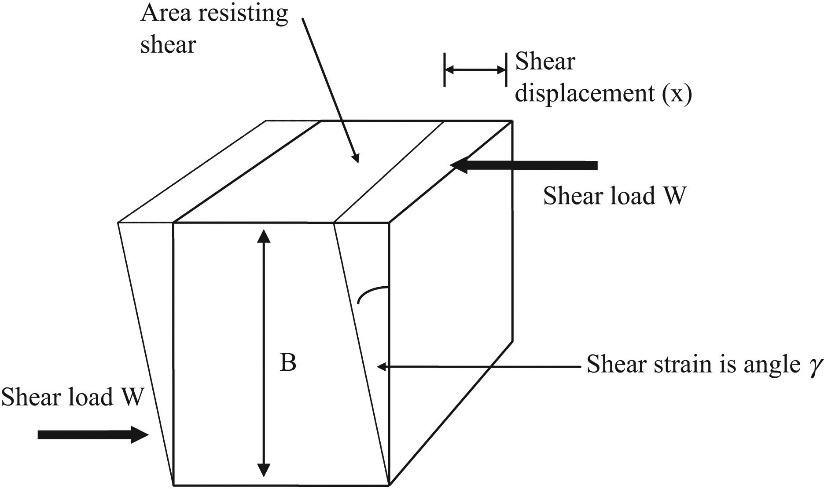 Area resisting
shear
Shear
displacement (x)
Shear load W
B
Shear strain is angle γ
Shear load W